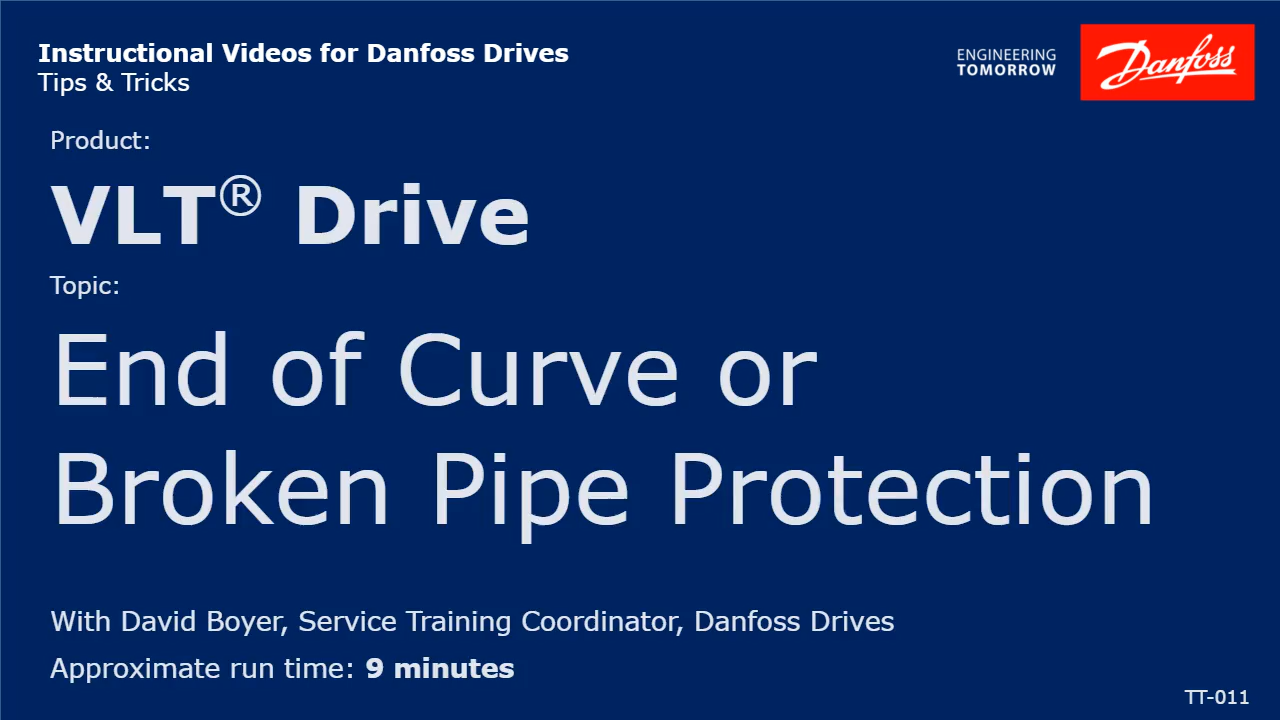 Instructional Videos for Danfoss Drives
Tips & Tricks
ENGINEERING
TOMORROW
Danfoss
Product:
VLT® Drive
Topic:
End of Curve or
Broken Pipe Protection
With David Boyer, Service Training Coordinator, Danfoss Drives
Approximate run time: 9 minutes
TT-011